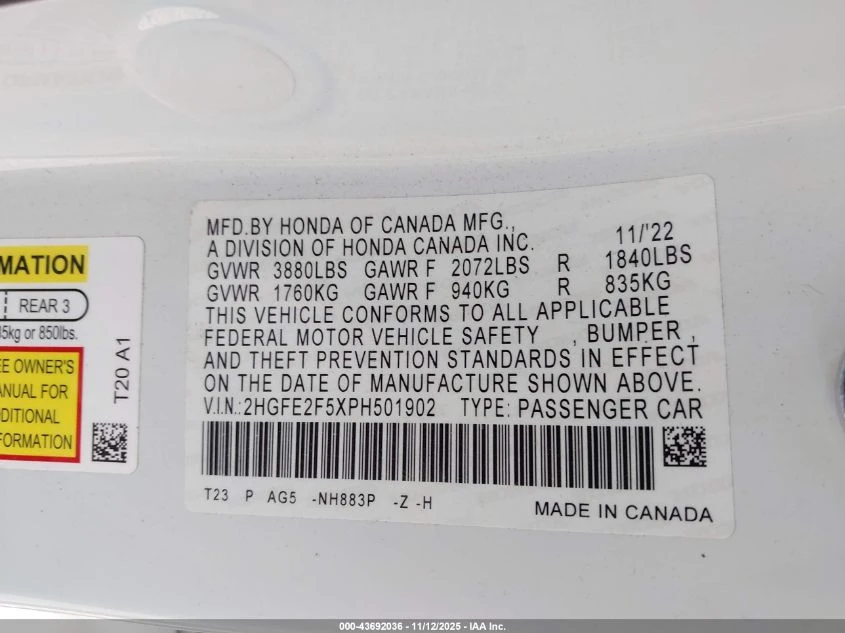 MFD.BY HONDA OF CANADA MFG.,
A DIVISION OF HONDA CANADA INC. 11/'22
GVWR 3880LBS GAWR F 2072LBS R 1840LBS
GVWR 1760KG GAWR F 940KG R 835KG
THIS VEHICLE CONFORMS TO ALL APPLICABLE
FEDERAL MOTOR VEHICLE SAFETY , BUMPER ,
AND THEFT PREVENTION STANDARDS IN EFFECT
ON THE DATE OF MANUFACTURE SHOWN ABOVE.
V.I.N.:2HGFE2F5XPH501902 TYPE: PASSENGER CAR
T23 P AG5 -NH883P -Z -H
MADE IN CANADA
MATION
REAR 3
5kg or 850lbs.
EE OWNER'S
ANUAL FOR
DDITIONAL
FORMATION
T20 A1
000-43692036 - 11/12/2025 - IAA Inc.